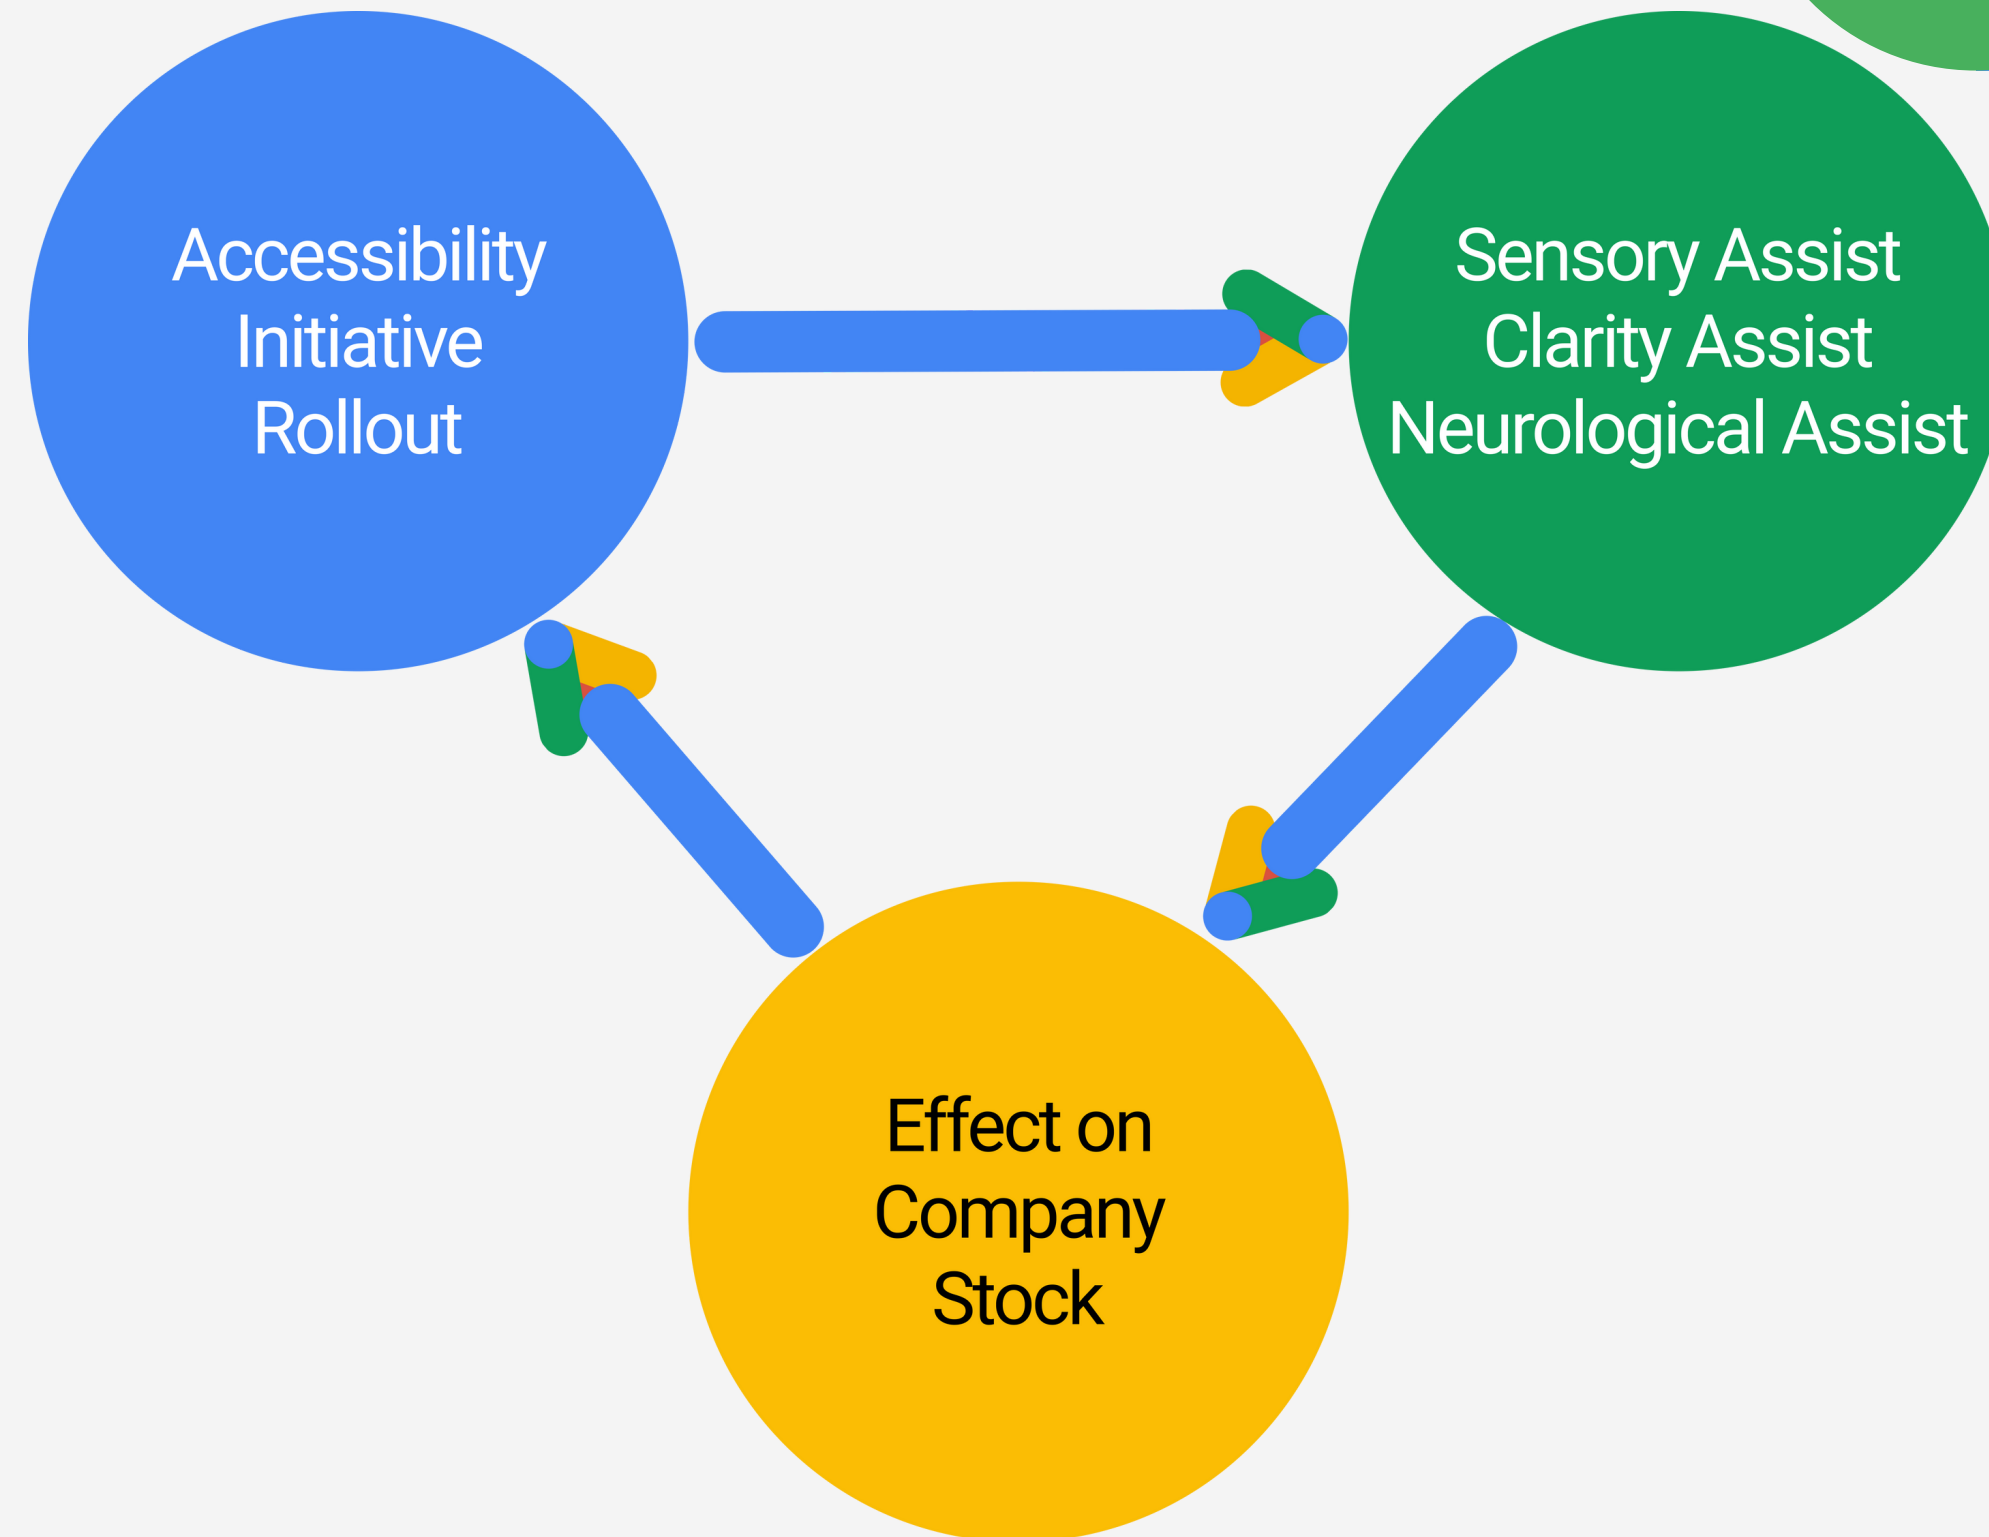 Accessibility
Initiative
Rollout
Sensory Assist
Clarity Assist
Neurological Assist
Effect on
Company
Stock